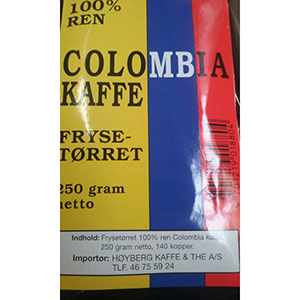 100%
REN
COLOMBIA
KAFFE
FRYSE-
TØRRET
250 gram
netto
Indhold: Frysetørret 100% ren Colombia
250 gram netto, 140 kopper.
Importør: HØYBERG KAFFE & THE A/S
TLF. 46 75 59 24